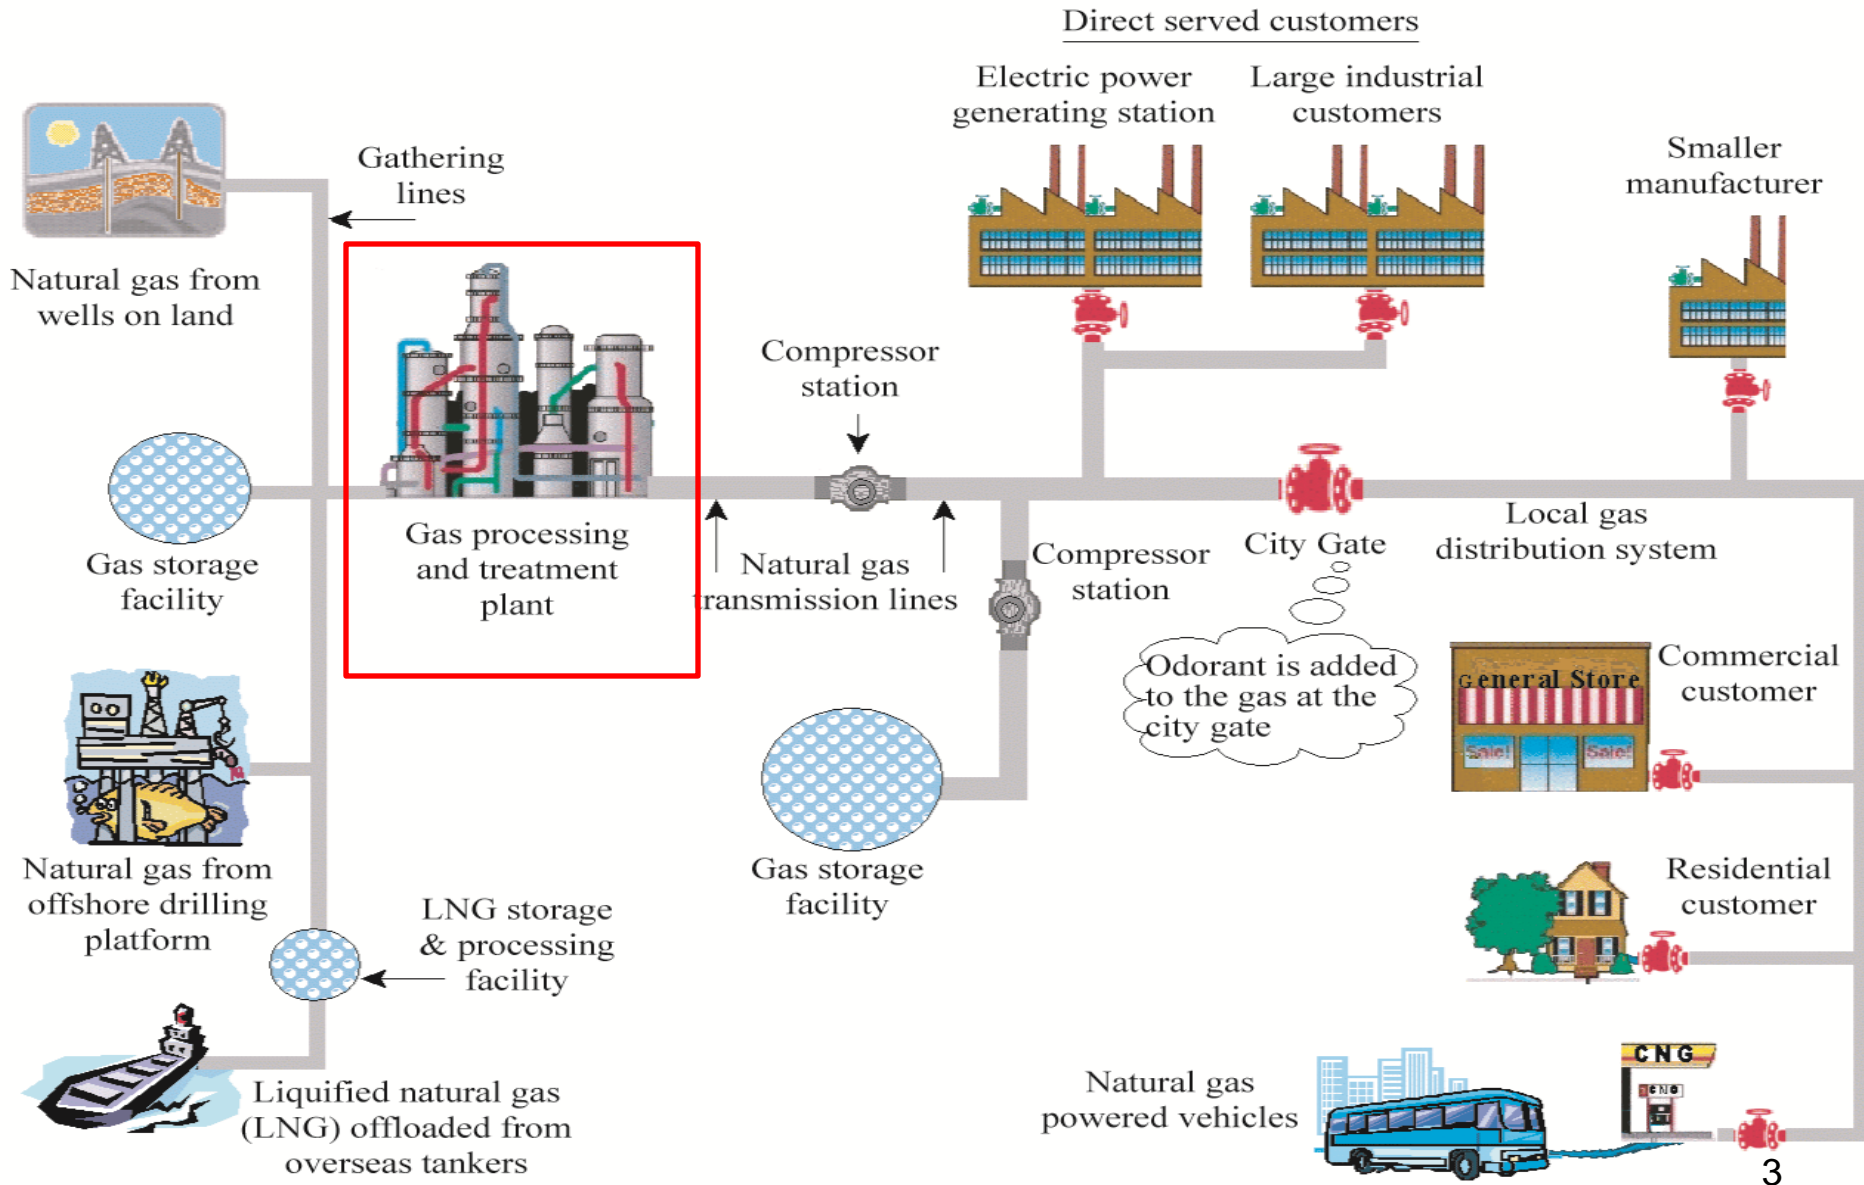 Direct served customers
Electric power
generating station
Large industrial
customers
Smaller
manufacturer
Gathering
lines
Natural gas from
wells on land
Compressor
station
Gas storage
facility
Gas processing
and treatment
plant
Natural gas
transmission lines
Compressor
station
City Gate
Local gas
distribution system
Odorant is added
to the gas at the
city gate
General Store
Sale!
Sale!
Commercial
customer
Natural gas from
offshore drilling
platform
LNG storage
& processing
facility
Gas storage
facility
Residential
customer
Liquified natural gas
(LNG) offloaded from
overseas tankers
Natural gas
powered vehicles
CNG
CNG
3